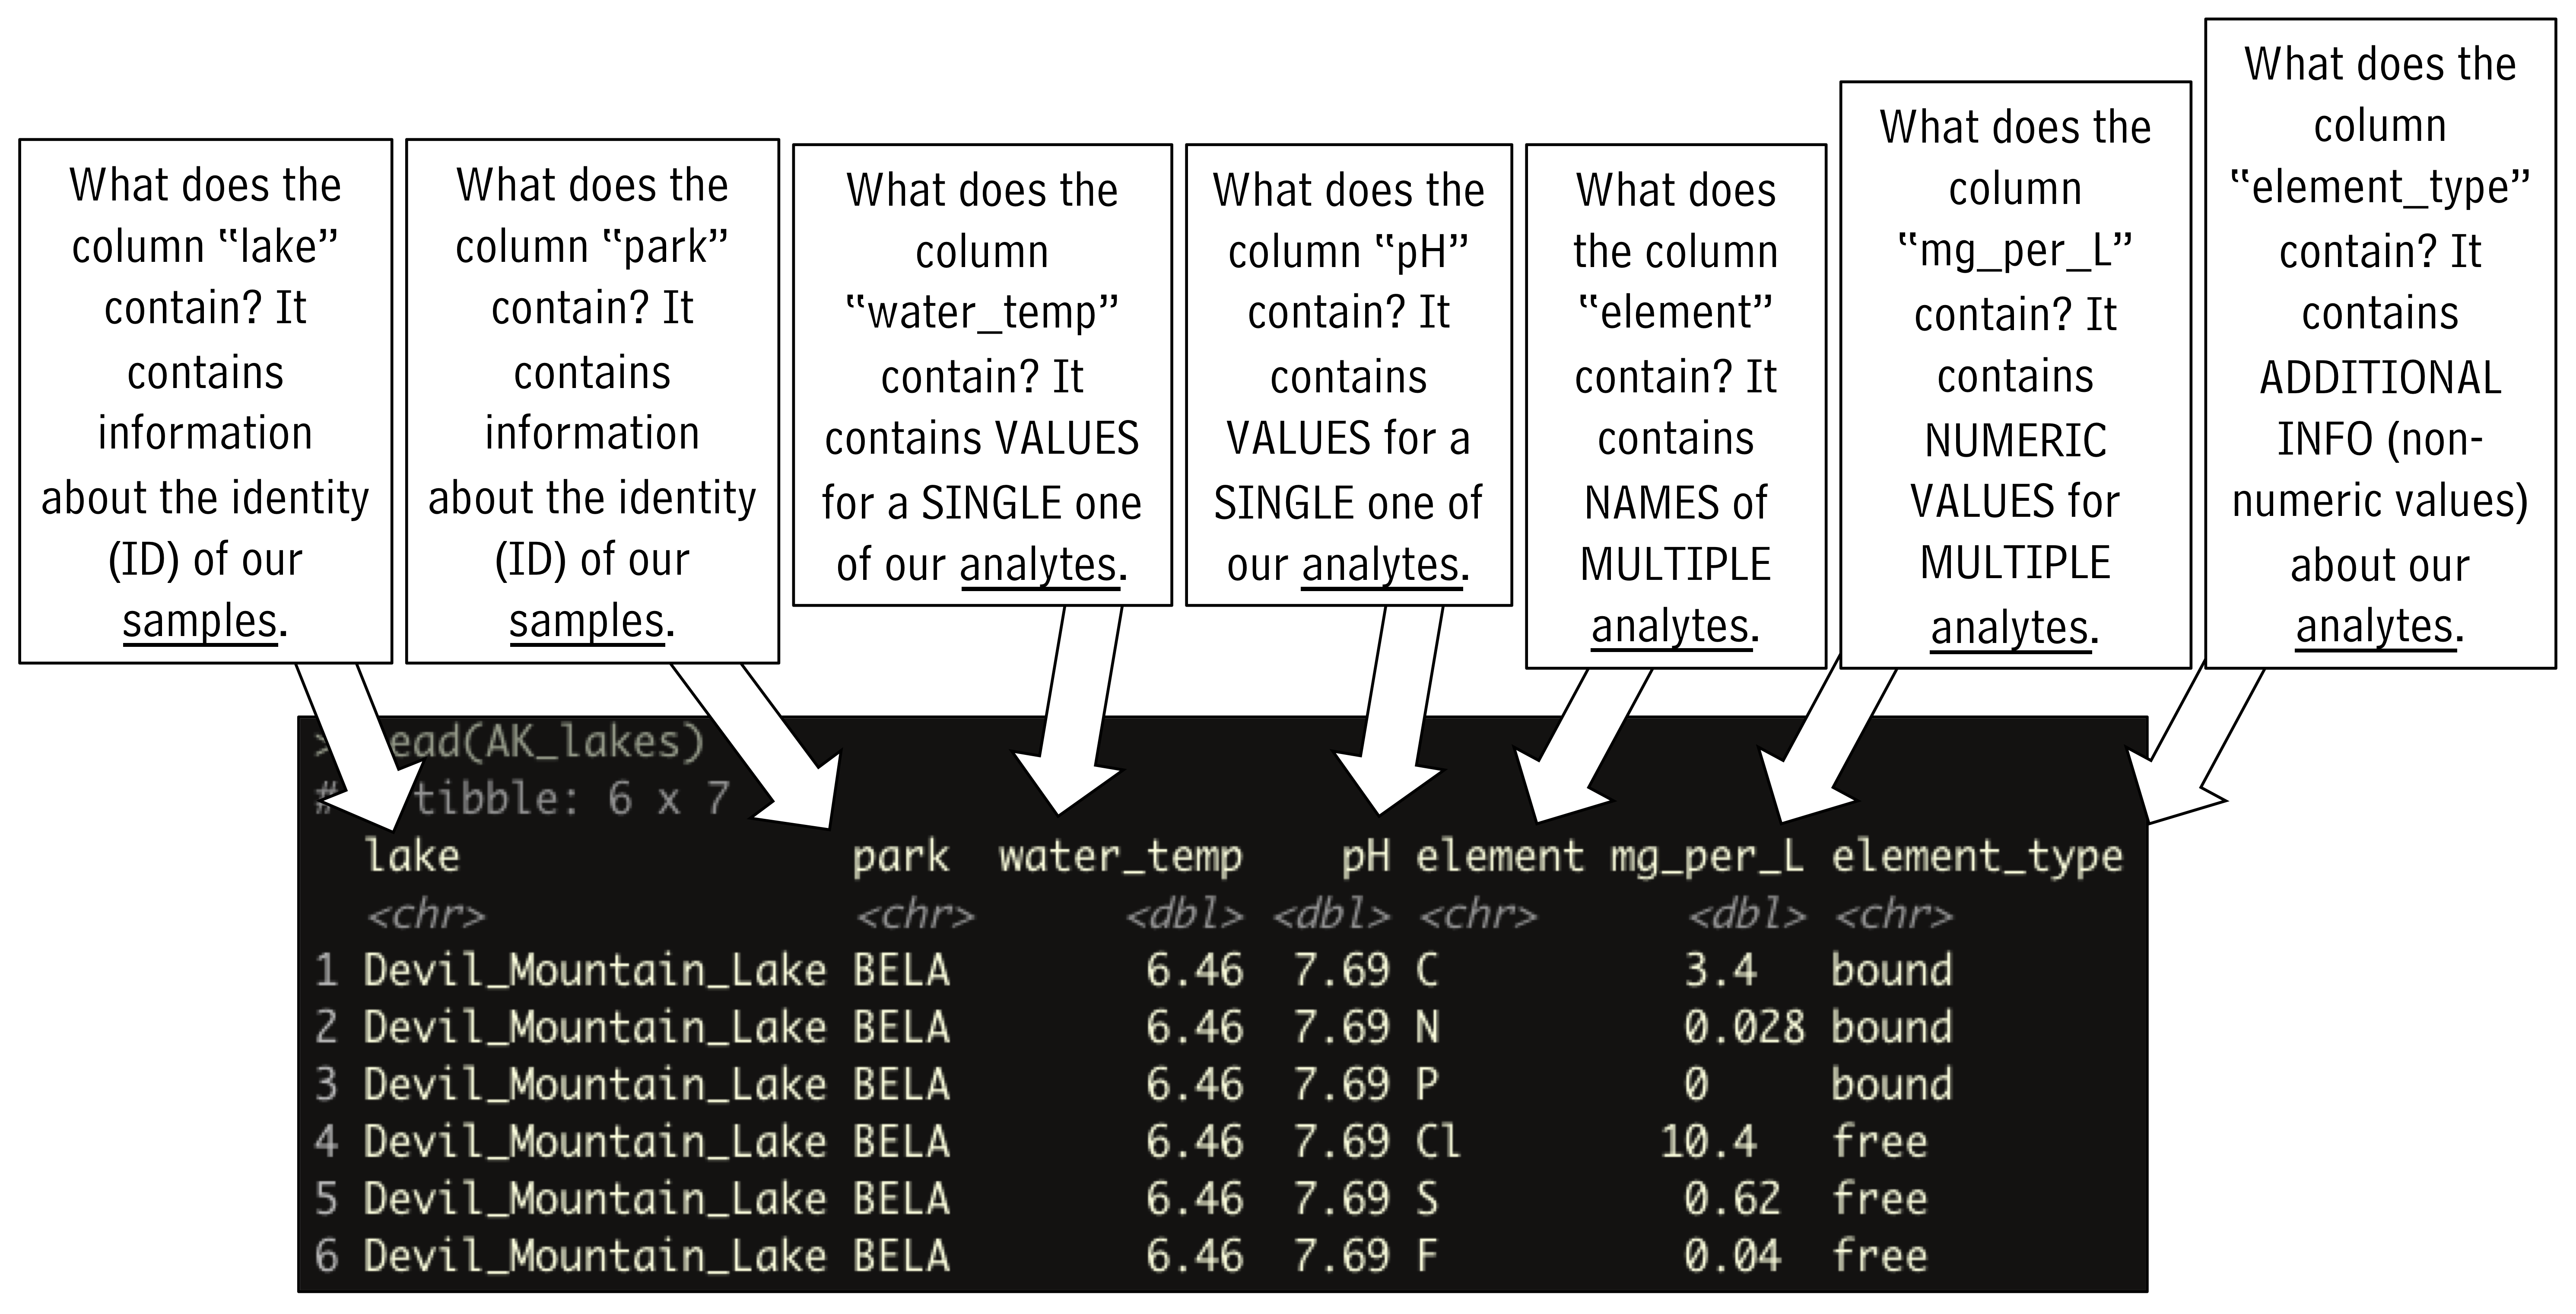 What does the
column “lake”
contain? It
contains
information
about the identity
(ID) of our
samples.
What does the
column “park”
contain? It
contains
information
about the identity
(ID) of our
samples.
What does the
column
“water_temp”
contain? It
contains VALUES
for a SINGLE one
of our analytes.
What does the
column “pH”
contain? It
contains
VALUES for a
SINGLE one of
our analytes.
What does
the column
“element”
contain? It
contains
NAMES of
MULTIPLE
analytes.
What does the
column
“mg_per_L”
contain? It
contains
NUMERIC
VALUES for
MULTIPLE
analytes.
What does the
column
“element_type”
contain? It
contains
ADDITIONAL
INFO (non-
numeric values)
about our
analytes.
> ead(AK_lakes)
# tibble: 6 x 7
lake park water_temp pH element mg_per_L element_type
<chr> <chr> <dbl> <dbl> <chr> <dbl> <chr>
1 Devil_Mountain_Lake BELA 6.46 7.69 C 3.4 bound
2 Devil_Mountain_Lake BELA 6.46 7.69 N 0.028 bound
3 Devil_Mountain_Lake BELA 6.46 7.69 P 0 bound
4 Devil_Mountain_Lake BELA 6.46 7.69 Cl 10.4 free
5 Devil_Mountain_Lake BELA 6.46 7.69 S 0.62 free
6 Devil_Mountain_Lake BELA 6.46 7.69 F 0.04 free